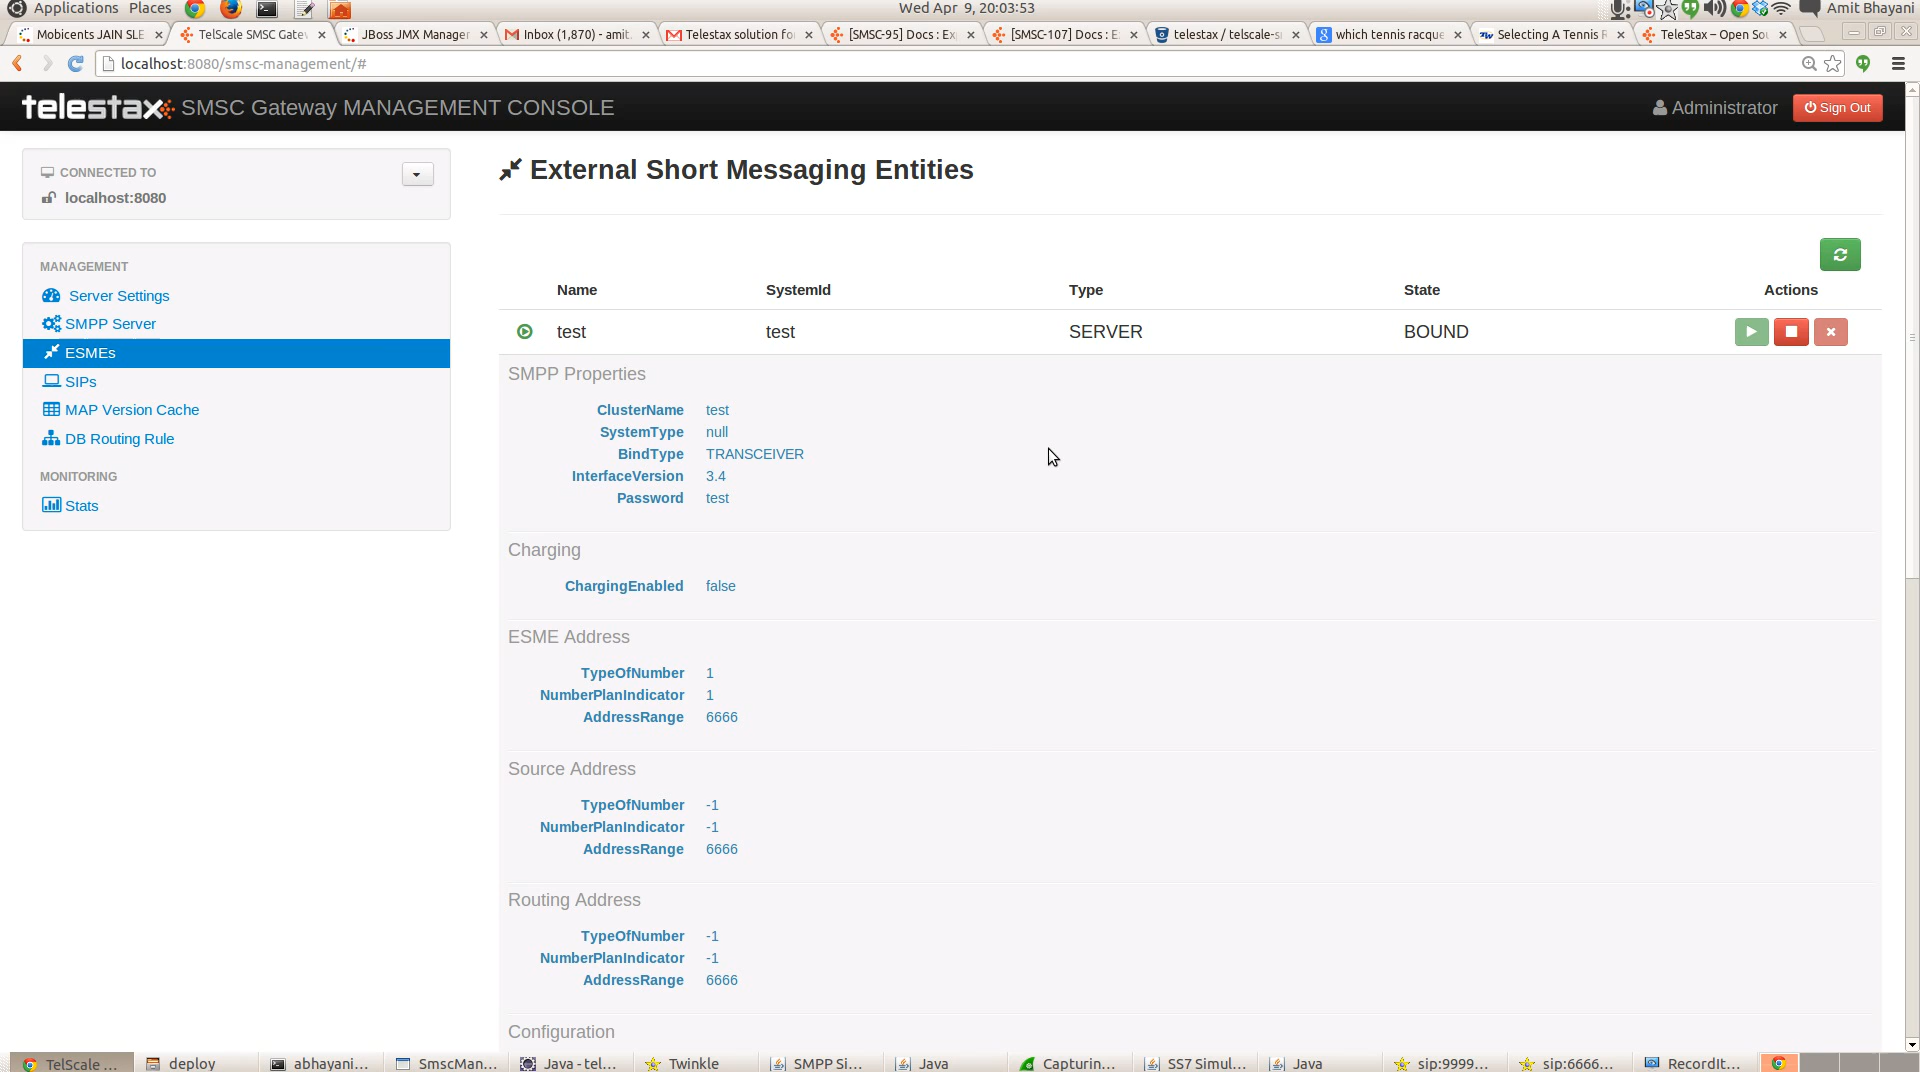 Applications Places Wed Apr 9, 20:03:53 Amit Bhayani
Mobicents JAIN SLE TelScale SMSC Gatew JBoss JMX Manager Inbox (1,870) - amit. Telestax solution fo [SMSC-95] Docs : Ex [SMSC-107] Docs : E telestax / telscale-s which tennis racque Selecting A Tennis R TeleStax – Open So
localhost:8080/smsc-management/#
telestax SMSC Gateway MANAGEMENT CONSOLE Administrator Sign Out
CONNECTED TO
localhost:8080
MANAGEMENT
Server Settings
SMPP Server
ESMEs
SIPs
MAP Version Cache
DB Routing Rule
MONITORING
Stats
External Short Messaging Entities
Name SystemId Type State Actions
test test SERVER BOUND
SMPP Properties
ClusterName test
SystemType null
BindType TRANSCEIVER
InterfaceVersion 3.4
Password test
Charging
ChargingEnabled false
ESME Address
TypeOfNumber 1
NumberPlanIndicator 1
AddressRange 6666
Source Address
TypeOfNumber -1
NumberPlanIndicator -1
AddressRange 6666
Routing Address
TypeOfNumber -1
NumberPlanIndicator -1
AddressRange 6666
Configuration
TelScale ... deploy abhayani... SmscMan... Java - tel... Twinkle SMPP Si... Java Capturin... SS7 Simul... Java sip:9999... sip:6666... RecordIt...